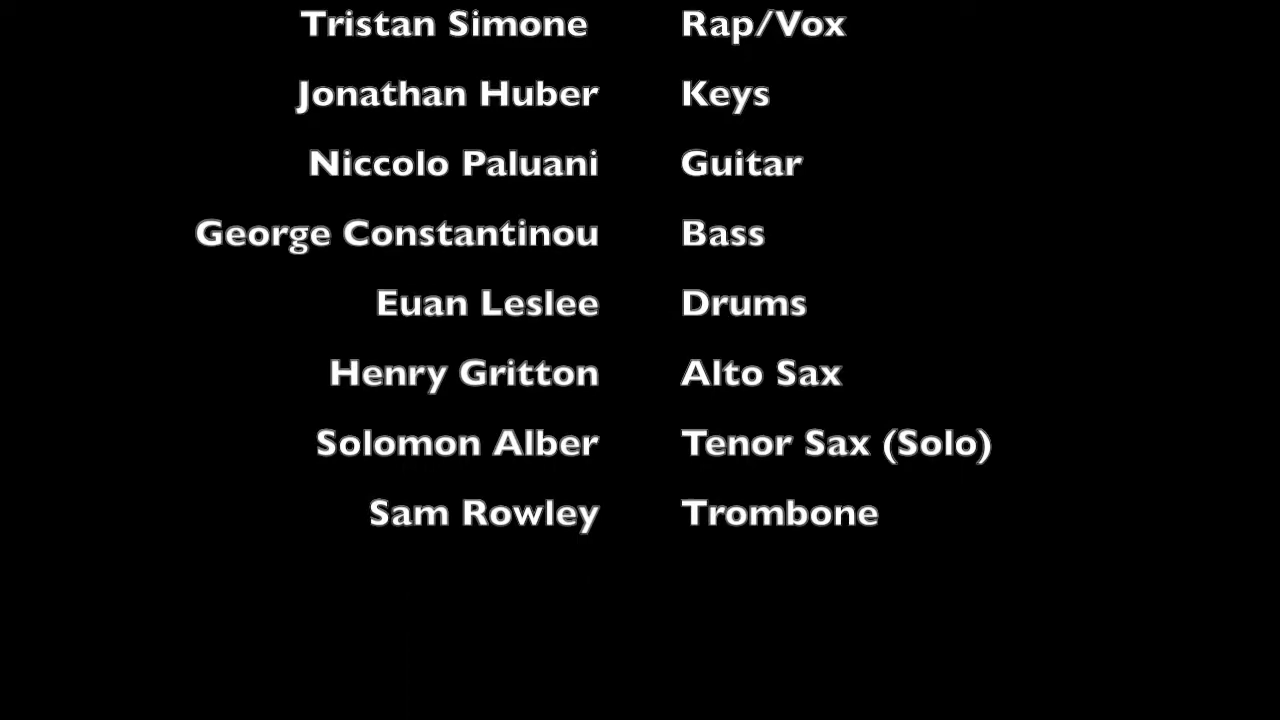 Tristan Simone Rap/Vox
Jonathan Huber Keys
Niccolo Paluani Guitar
George Constantinou Bass
Euan Leslee Drums
Henry Gritton Alto Sax
Solomon Alber Tenor Sax (Solo)
Sam Rowley Trombone